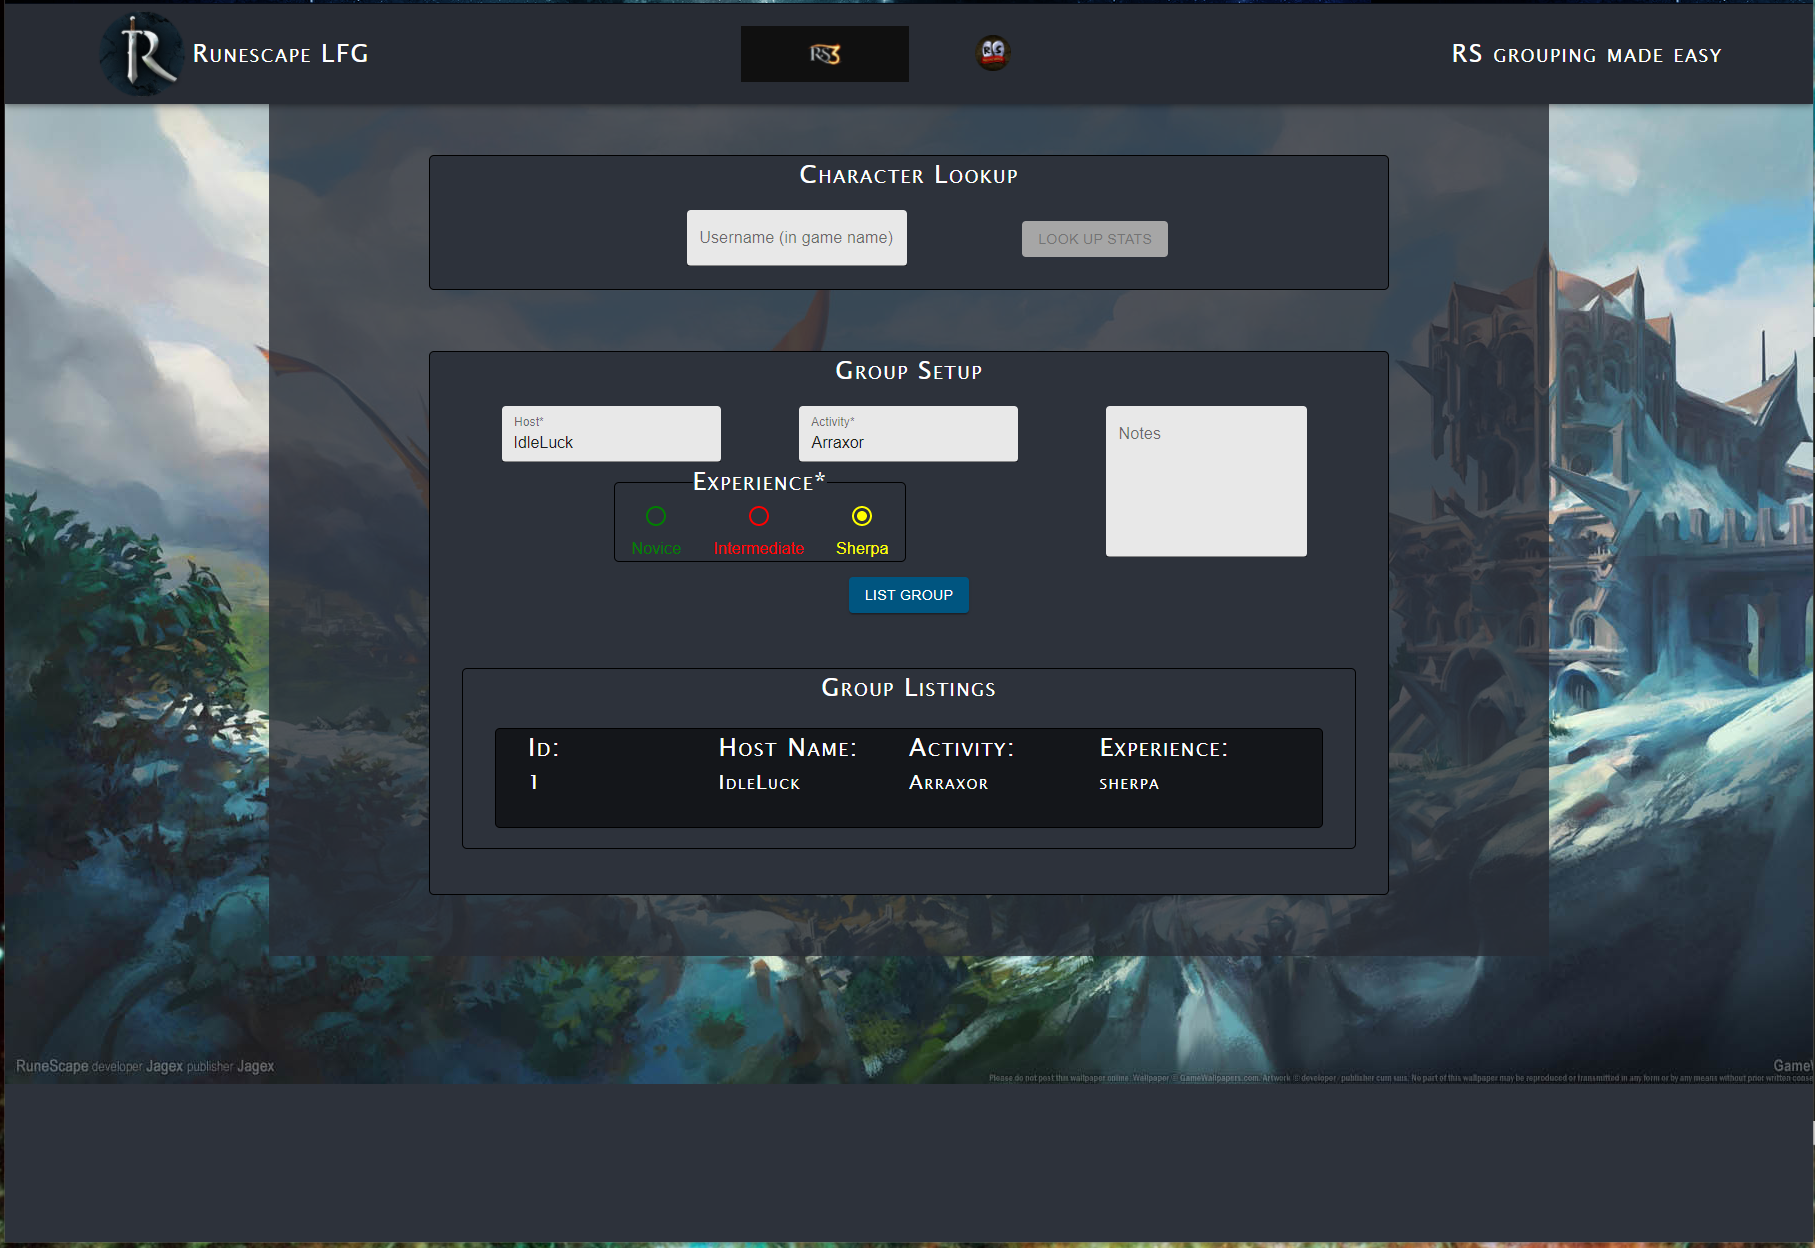 Runescape LFG
RS3
RS
RS grouping made easy
Character Lookup
Username (in game name)
LOOK UP STATS
Group Setup
Host*
IdleLuck
Activity*
Arraxor
Notes
Experience*
Novice
Intermediate
Sherpa
LIST GROUP
Group Listings
Id: Host Name: Activity: Experience:
1 IdleLuck Arraxor sherpa
RuneScape developer Jagex publisher Jagex
GameW
Please do not post this wallpaper online. Wallpaper © GameWallpapers.com. Artwork © developer / publisher cum suis. No part of this wallpaper may be reproduced or transmitted in any form or by any means without prior written conse